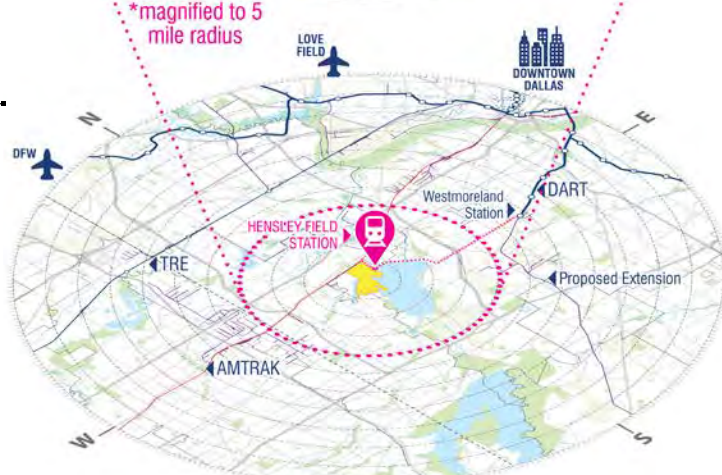 *magnified to 5
mile radius
LOVE
FIELD
DOWNTOWN
DALLAS
N
E
DFW
DART
Westmoreland
Station
HENSLEY FIELD
STATION
TRE
Proposed Extension
AMTRAK
W
S